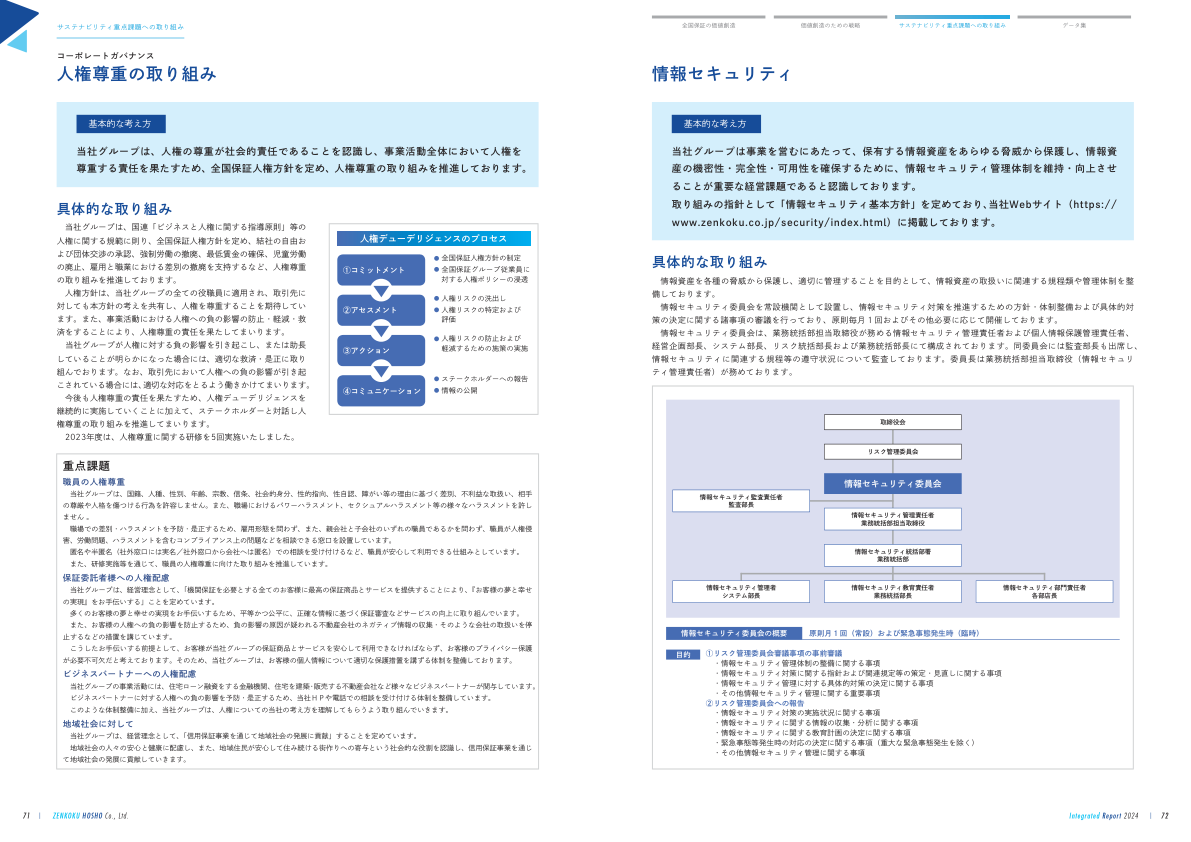 サステナビリティ重点課題への取り組み
コーポレートガバナンス
人権尊重の取り組み
基本的な考え方
当社グループは、人権の尊重が社会的責任であることを認識し、事業活動全体において人権を
尊重する責任を果たすため、全国保証人権方針を定め、人権尊重の取り組みを推進しております。
具体的な取り組み
当社グループは、国連「ビジネスと人権に関する指導原則」等の
人権に関する規範に則り、全国保証人権方針を定め、結社の自由お
よび団体交渉の承認、強制労働の撤廃、最低賃金の確保、児童労働
の廃止、雇用と職業における差別の撤廃を支持するなど、人権尊重
の取り組みを推進しております。
人権方針は、当社グループの全ての役職員に適用され、取引先に
対しても本方針の考えを共有し、人権を尊重することを期待してい
ます。また、事業活動における人権への負の影響の防止・軽減・救
済をすることにより、人権尊重の責任を果たしてまいります。
当社グループが人権に対する負の影響を引き起こし、または助長
していることが明らかになった場合には、適切な救済・是正に取り
組んでおります。なお、取引先において人権への負の影響が引き起
こされている場合には、適切な対応をとるよう働きかけてまいります。
今後も人権尊重の責任を果たすため、人権デューデリジェンスを
継続的に実施していくことに加えて、ステークホルダーと対話し人
権尊重の取り組みを推進してまいります。
2023年度は、人権尊重に関する研修を5回実施いたしました。
人権デューデリジェンスのプロセス
①コミットメント
● 全国保証人権方針の制定
● 全国保証グループ従業員に
対する人権ポリシーの浸透
②アセスメント
● 人権リスクの洗出し
● 人権リスクの特定および
評価
③アクション
● 人権リスクの防止および
軽減するための施策の実施
④コミュニケーション
● ステークホルダーへの報告
● 情報の公開
重点課題
職員の人権尊重
当社グループは、国籍、人種、性別、年齢、宗教、信条、社会的身分、性的指向、性自認、障がい等の理由に基づく差別、不利益な取扱い、相手
の尊厳や人格を傷つける行為を許容しません。また、職場におけるパワーハラスメント、セクシュアルハラスメント等の様々なハラスメントを許し
ません 。
職場での差別・ハラスメントを予防・是正するため、雇用形態を問わず、また、親会社と子会社のいずれの職員であるかを問わず、職員が人権侵
害、労働問題、ハラスメントを含むコンプライアンス上の問題などを相談できる窓口を設置しています。
匿名や半匿名（社外窓口には実名／社外窓口から会社へは匿名）での相談を受け付けるなど、職員が安心して利用できる仕組みとしています。
また、研修実施等を通じて、職員の人権尊重に向けた取り組みを推進しています。
保証委託者様への人権配慮
当社グループは、経営理念として、「機関保証を必要とする全てのお客様に最高の保証商品とサービスを提供することにより、『お客様の夢と幸せ
の実現』をお手伝いする」ことを定めています。
多くのお客様の夢と幸せの実現をお手伝いするため、平等かつ公平に、正確な情報に基づく保証審査などサービスの向上に取り組んでいます。
また、お客様の人権への負の影響を防止するため、負の影響の原因が疑われる不動産会社のネガティブ情報の収集・そのような会社の取扱いを停
止するなどの措置を講じています。
こうしたお手伝いする前提として、お客様が当社グループの保証商品とサービスを安心して利用できなければならず、お客様のプライバシー保護
が必要不可欠だと考えております。そのため、当社グループは、お客様の個人情報について適切な保護措置を講ずる体制を整備しております。
ビジネスパートナーへの人権配慮
当社グループの事業活動には、住宅ローン融資をする金融機関、住宅を建築・販売する不動産会社など様々なビジネスパートナーが関与しています。
ビジネスパートナーに対する人権への負の影響を予防・是正するため、当社HPや電話での相談を受け付ける体制を整備しています。
このような体制整備に加え、当社グループは、人権についての当社の考え方を理解してもらうよう取り組んでいきます。
地域社会に対して
当社グループは、経営理念として、「信用保証事業を通じて地域社会の発展に貢献」することを定めています。
地域社会の人々の安心と健康に配慮し、また、地域住民が安心して住み続ける街作りへの寄与という社会的な役割を認識し、信用保証事業を通じ
て地域社会の発展に貢献していきます。
71 | ZENKOKU HOSHO Co., Ltd.
全国保証の価値創造
価値創造のための戦略
サステナビリティ重点課題への取り組み
データ集
情報セキュリティ
基本的な考え方
当社グループは事業を営むにあたって、保有する情報資産をあらゆる脅威から保護し、情報資
産の機密性・完全性・可用性を確保するために、情報セキュリティ管理体制を維持・向上させ
ることが重要な経営課題であると認識しております。
取り組みの指針として「情報セキュリティ基本方針」を定めており、当社Webサイト（https://
www.zenkoku.co.jp/security/index.html）に掲載しております。
具体的な取り組み
情報資産を各種の脅威から保護し、適切に管理することを目的として、情報資産の取扱いに関連する規程類や管理体制を整
備しております。
情報セキュリティ委員会を常設機関として設置し、情報セキュリティ対策を推進するための方針・体制整備および具体的対
策の決定に関する諸事項の審議を行っており、原則毎月1回およびその他必要に応じて開催しております。
情報セキュリティ委員会は、業務統括部担当取締役が務める情報セキュリティ管理責任者および個人情報保護管理責任者、
経営企画部長、システム部長、リスク統括部長および業務統括部長にて構成されております。同委員会には監査部長も出席し、
情報セキュリティに関連する規程等の遵守状況について監査しております。委員長は業務統括部担当取締役（情報セキュリ
ティ管理責任者）が務めております。
取締役会
リスク管理委員会
情報セキュリティ委員会
情報セキュリティ監査責任者
監査部長
情報セキュリティ管理責任者
業務統括部担当取締役
情報セキュリティ統括部署
業務統括部
情報セキュリティ管理者
システム部長
情報セキュリティ教育責任者
業務統括部長
情報セキュリティ部門責任者
各部店長
情報セキュリティ委員会の概要
原則月1回（常設）および緊急事態発生時（臨時）
目的
①リスク管理委員会審議事項の事前審議
・情報セキュリティ管理体制の整備に関する事項
・情報セキュリティ対策に関する指針および関連規定等の策定・見直しに関する事項
・情報セキュリティ管理に対する具体的対策の決定に関する事項
・その他情報セキュリティ管理に関する重要事項
②リスク管理委員会への報告
・情報セキュリティ対策の実施状況に関する事項
・情報セキュリティに関する情報の収集・分析に関する事項
・情報セキュリティに関する教育計画の決定に関する事項
・緊急事態等発生時の対応の決定に関する事項（重大な緊急事態発生を除く）
・その他情報セキュリティ管理に関する事項
Integrated Report 2024 | 72